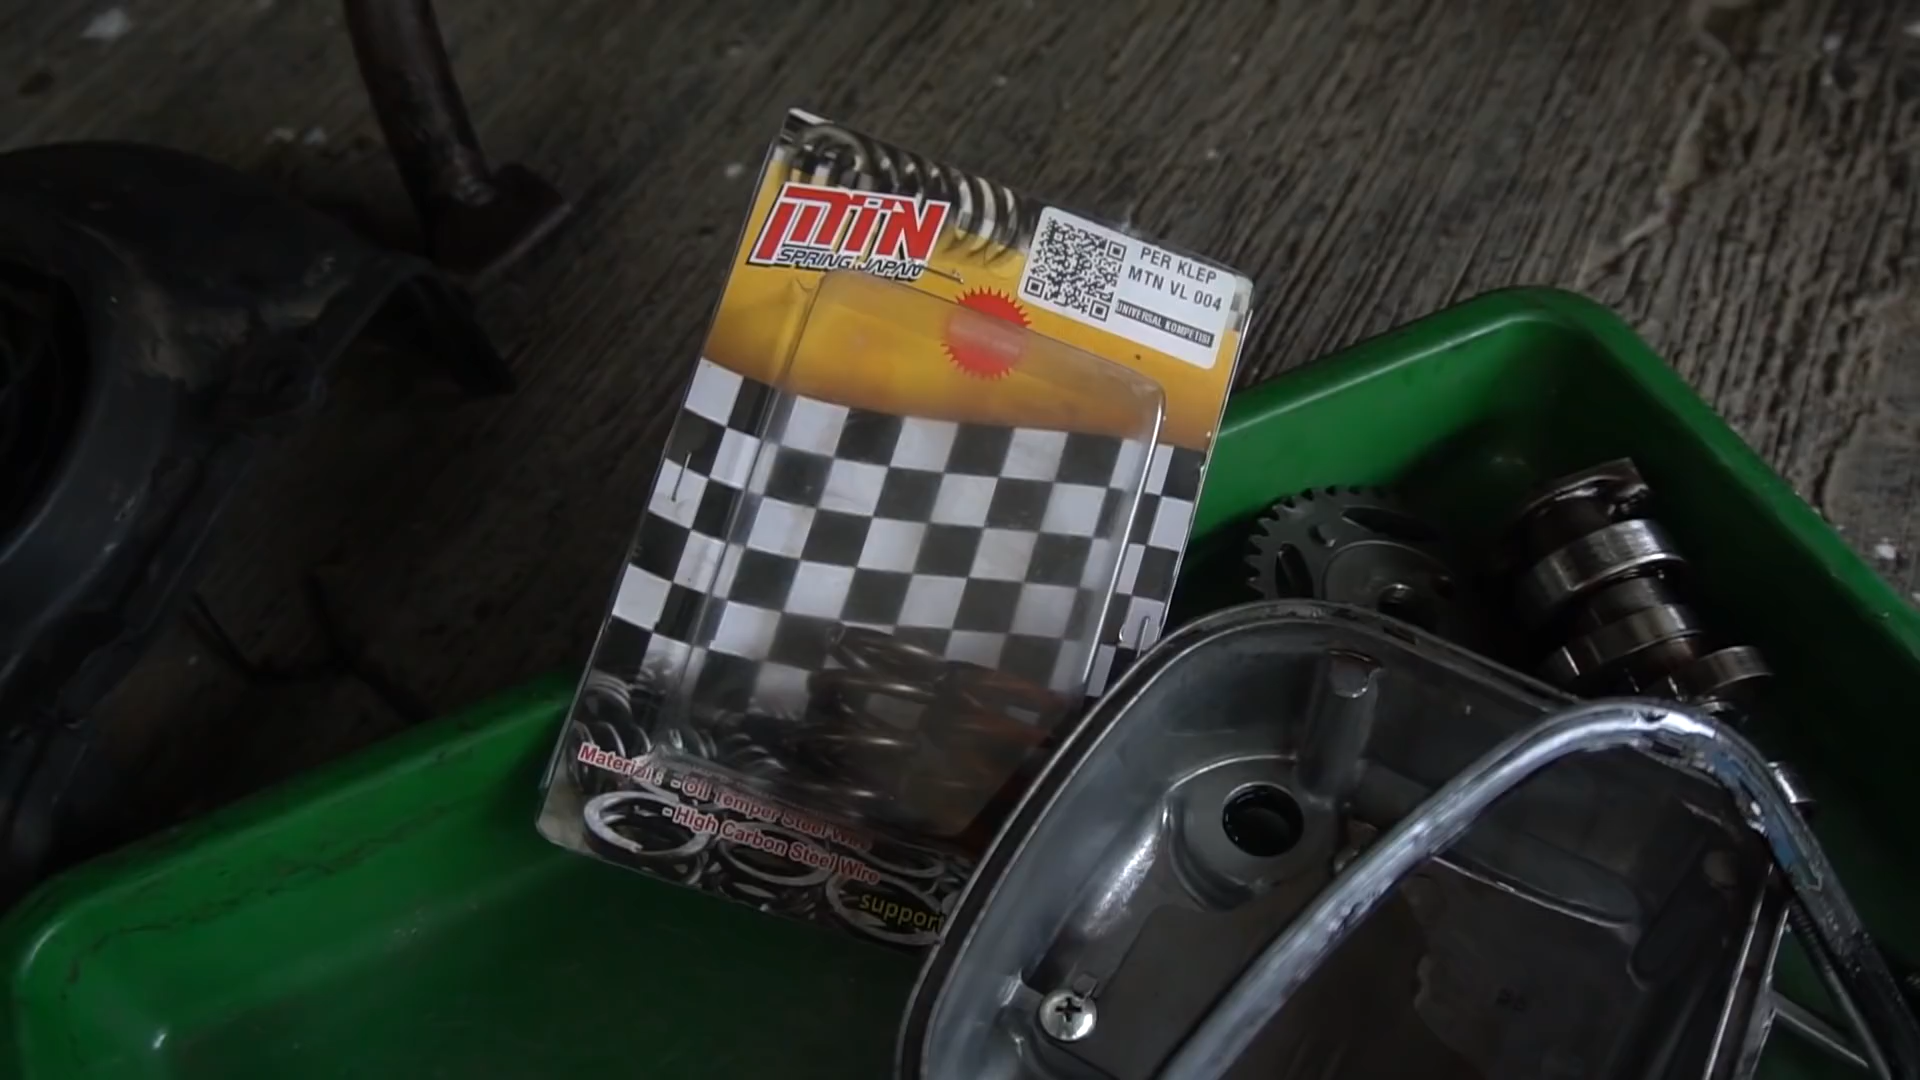 MTN
SPRING JAPAN
PER KLEP
MTN VL 004
UNIVERSAL KOMPETISI
Material : - Oil Temper Steel Wire
- High Carbon Steel Wire
support